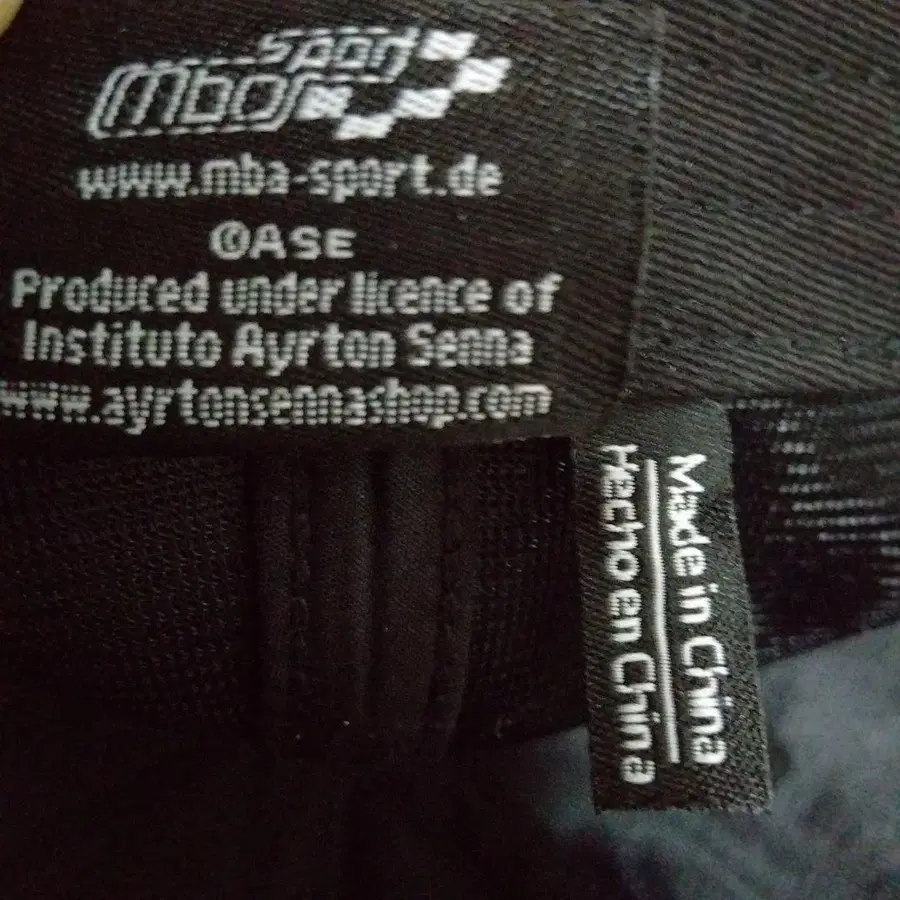 sport
mba
www.mba-sport.de
©ASE
Produced under licence of
Instituto Ayrton Senna
www.ayrtonsennashop.com
Made in China
Hecho en China